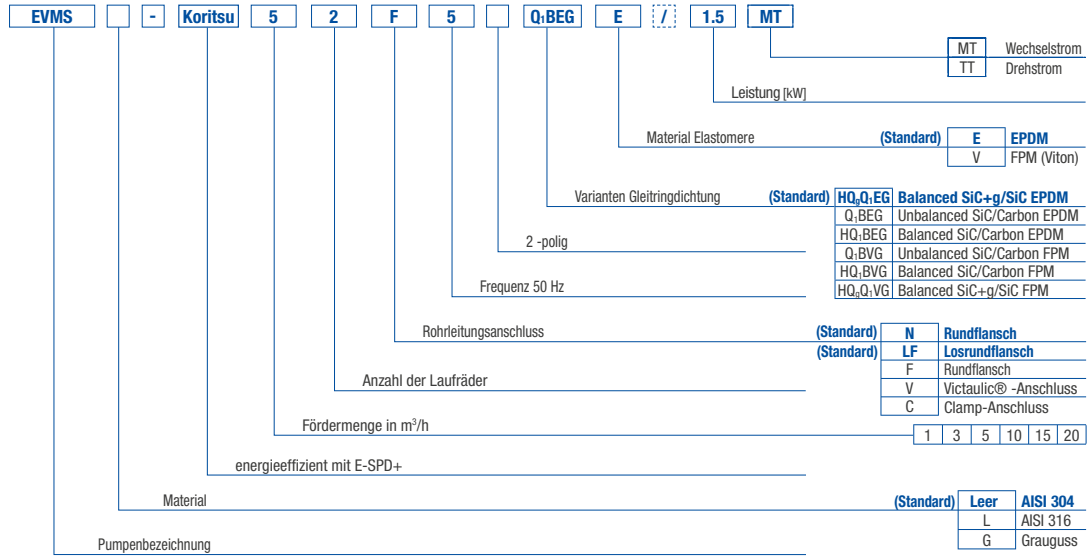 EVMS - Koritsu 5 2 F 5 Q₁BEG E / 1.5 MT
MT Wechselstrom
TT Drehstrom
Leistung [kW]
Material Elastomere (Standard) E EPDM
V FPM (Viton)
Varianten Gleitringdichtung (Standard) HQ₉Q₁EG Balanced SiC+g/SiC EPDM
Q₁BEG Unbalanced SiC/Carbon EPDM
2 -polig HQ₁BEG Balanced SiC/Carbon EPDM
Q₁BVG Unbalanced SiC/Carbon FPM
HQ₁BVG Balanced SiC/Carbon FPM
Frequenz 50 Hz HQ₉Q₁VG Balanced SiC+g/SiC FPM
Rohrleitungsanschluss (Standard) N Rundflansch
(Standard) LF Losrundflansch
F Rundflansch
Anzahl der Laufräder V Victaulic® -Anschluss
C Clamp-Anschluss
Fördermenge in m³/h 1 3 5 10 15 20
energieeffizient mit E-SPD+
Material (Standard) Leer AISI 304
L AISI 316
G Grauguss
Pumpenbezeichnung